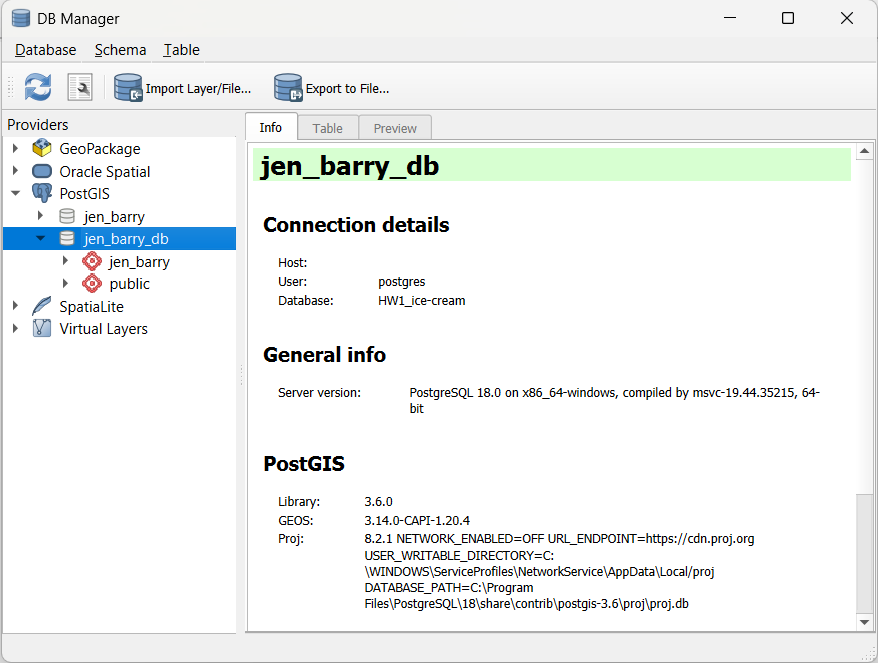 DB Manager
Database Schema Table
Import Layer/File... Export to File...
Providers
GeoPackage
Oracle Spatial
PostGIS
jen_barry
jen_barry_db
jen_barry
public
SpatiaLite
Virtual Layers
Info Table Preview
jen_barry_db
Connection details
Host:
User: postgres
Database: HW1_ice-cream
General info
Server version: PostgreSQL 18.0 on x86_64-windows, compiled by msvc-19.44.35215, 64-
bit
PostGIS
Library: 3.6.0
GEOS: 3.14.0-CAPI-1.20.4
Proj: 8.2.1 NETWORK_ENABLED=OFF URL_ENDPOINT=https://cdn.proj.org
USER_WRITABLE_DIRECTORY=C:
\WINDOWS\ServiceProfiles\NetworkService\AppData\Local/proj
DATABASE_PATH=C:\Program
Files\PostgreSQL\18\share\contrib\postgis-3.6\proj\proj.db